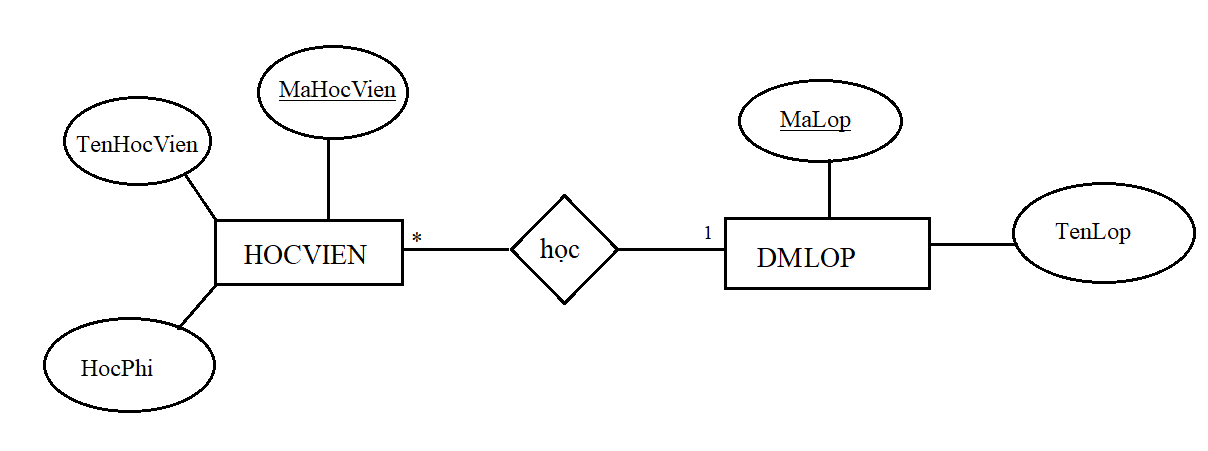 MaHocVien
TenHocVien
MaLop
TenLop
HOCVIEN
*
học
1
DMLOP
HocPhi